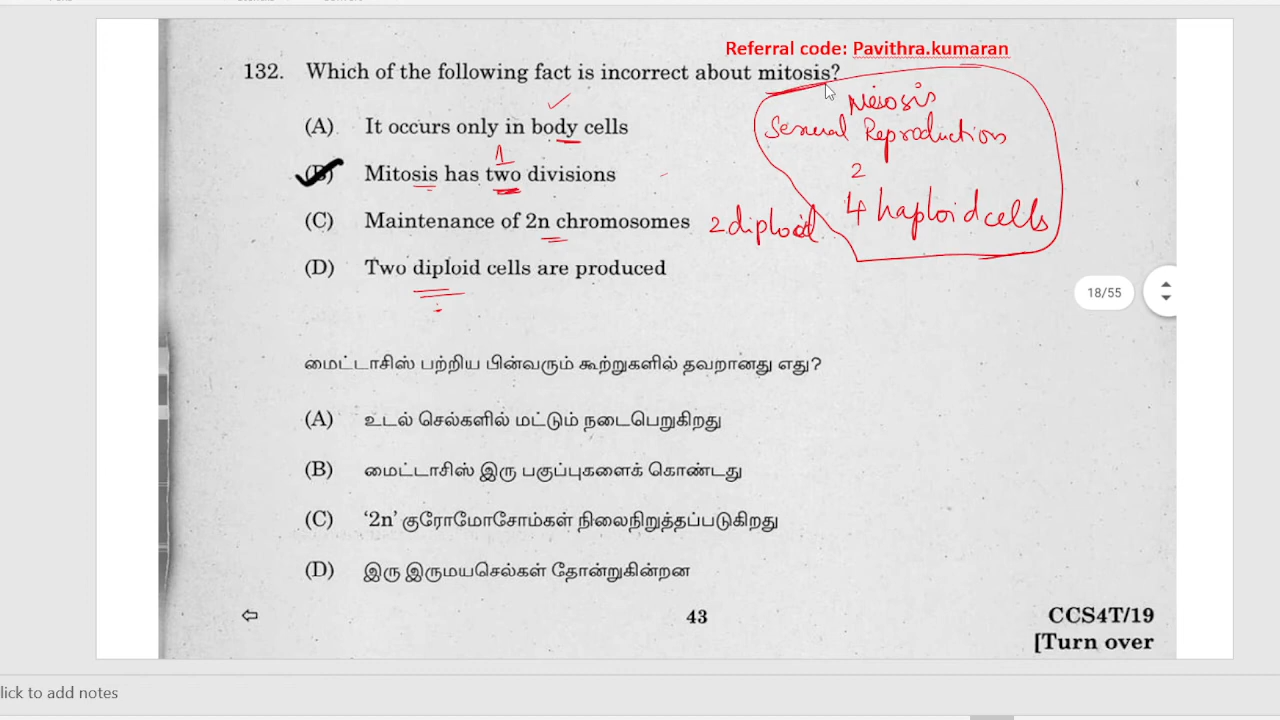 Referral code: Pavithra.kumaran
132. Which of the following fact is incorrect about mitosis?
Meiosis
(A) It occurs only in body cells
Sexual Reproduction
1
(B) Mitosis has two divisions
2
(C) Maintenance of 2n chromosomes
2 diploid
4 haploid cells
(D) Two diploid cells are produced
18/55
மைட்டாசிஸ் பற்றிய பின்வரும் கூற்றுகளில் தவறானது எது?
(A) உடல் செல்களில் மட்டும் நடைபெறுகிறது
(B) மைட்டாசிஸ் இரு பகுப்புகளைக் கொண்டது
(C) ‘2n’ குரோமோசோம்கள் நிலைநிறுத்தப்படுகிறது
(D) இரு இருமயசெல்கள் தோன்றுகின்றன
43
CCS4T/19
[Turn over
lick to add notes